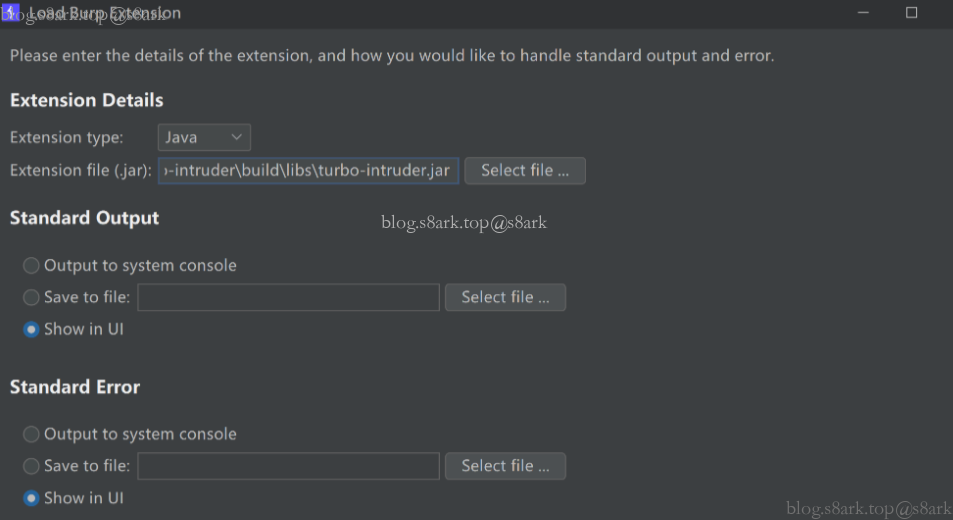 Load Burp Extension
blog.s8ark.top@s8ark
Please enter the details of the extension, and how you would like to handle standard output and error.
Extension Details
Extension type: Java
Extension file (.jar): o-intruder\build\libs\turbo-intruder.jar Select file ...
Standard Output
blog.s8ark.top@s8ark
Output to system console
Save to file: Select file ...
Show in UI
Standard Error
Output to system console
Save to file: Select file ...
Show in UI
blog.s8ark.top@s8ark